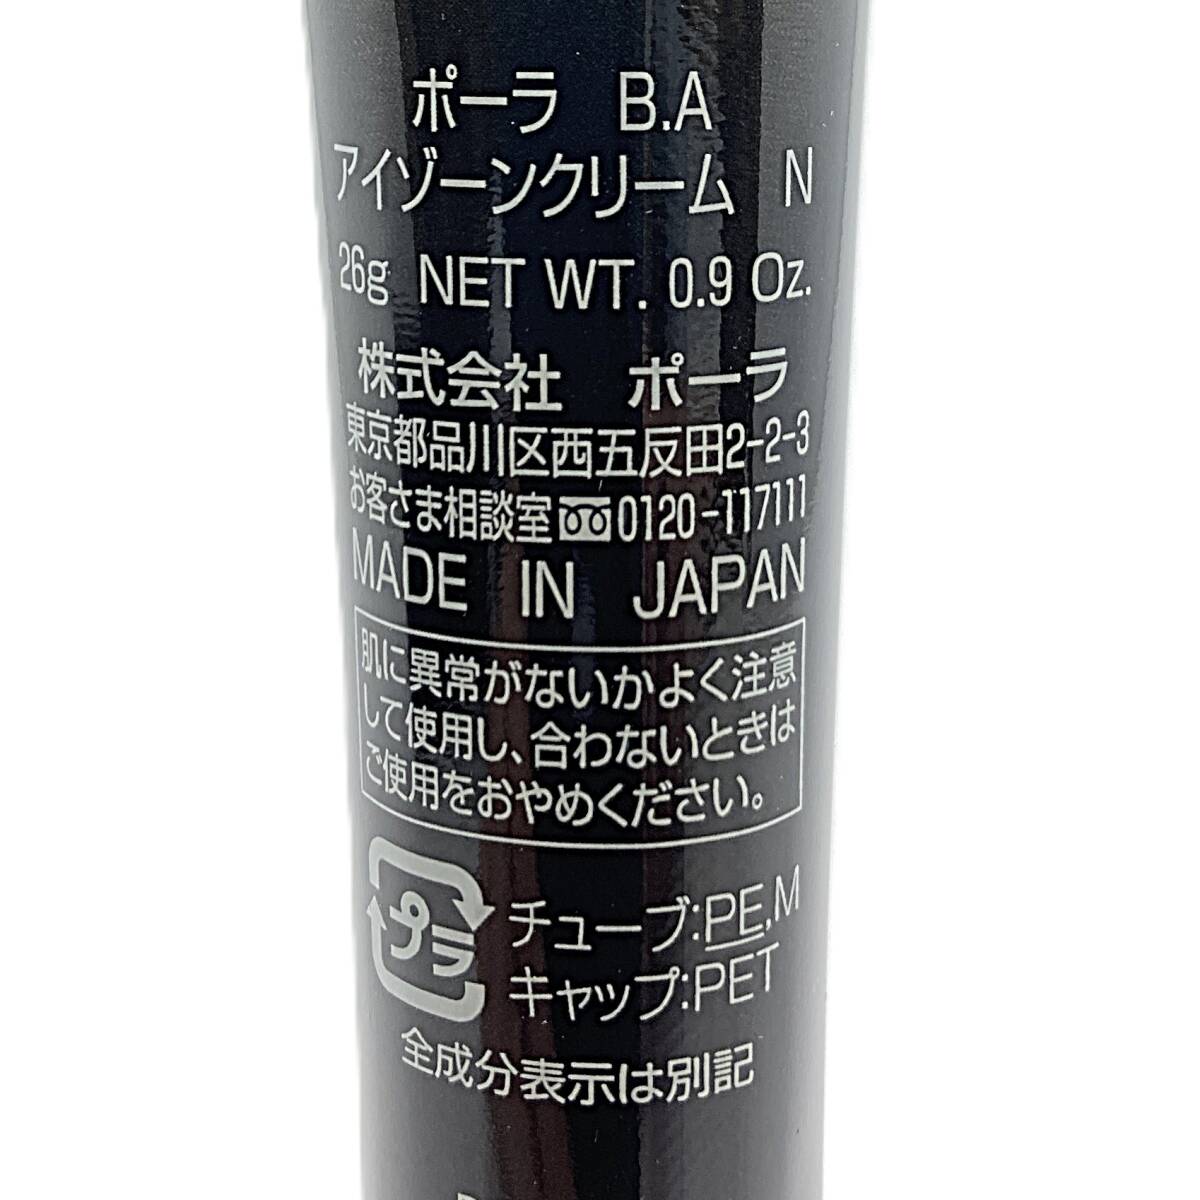 ポーラ B.A
アイゾーンクリーム N
26g NET WT. 0.9 Oz.
株式会社 ポーラ
東京都品川区西五反田2-2-3
お客さま相談室 0120-117111
MADE IN JAPAN
肌に異常がないかよく注意
して使用し、合わないときは
ご使用をおやめください。
プラ
チューブ:PE,M
キャップ:PET
全成分表示は別記